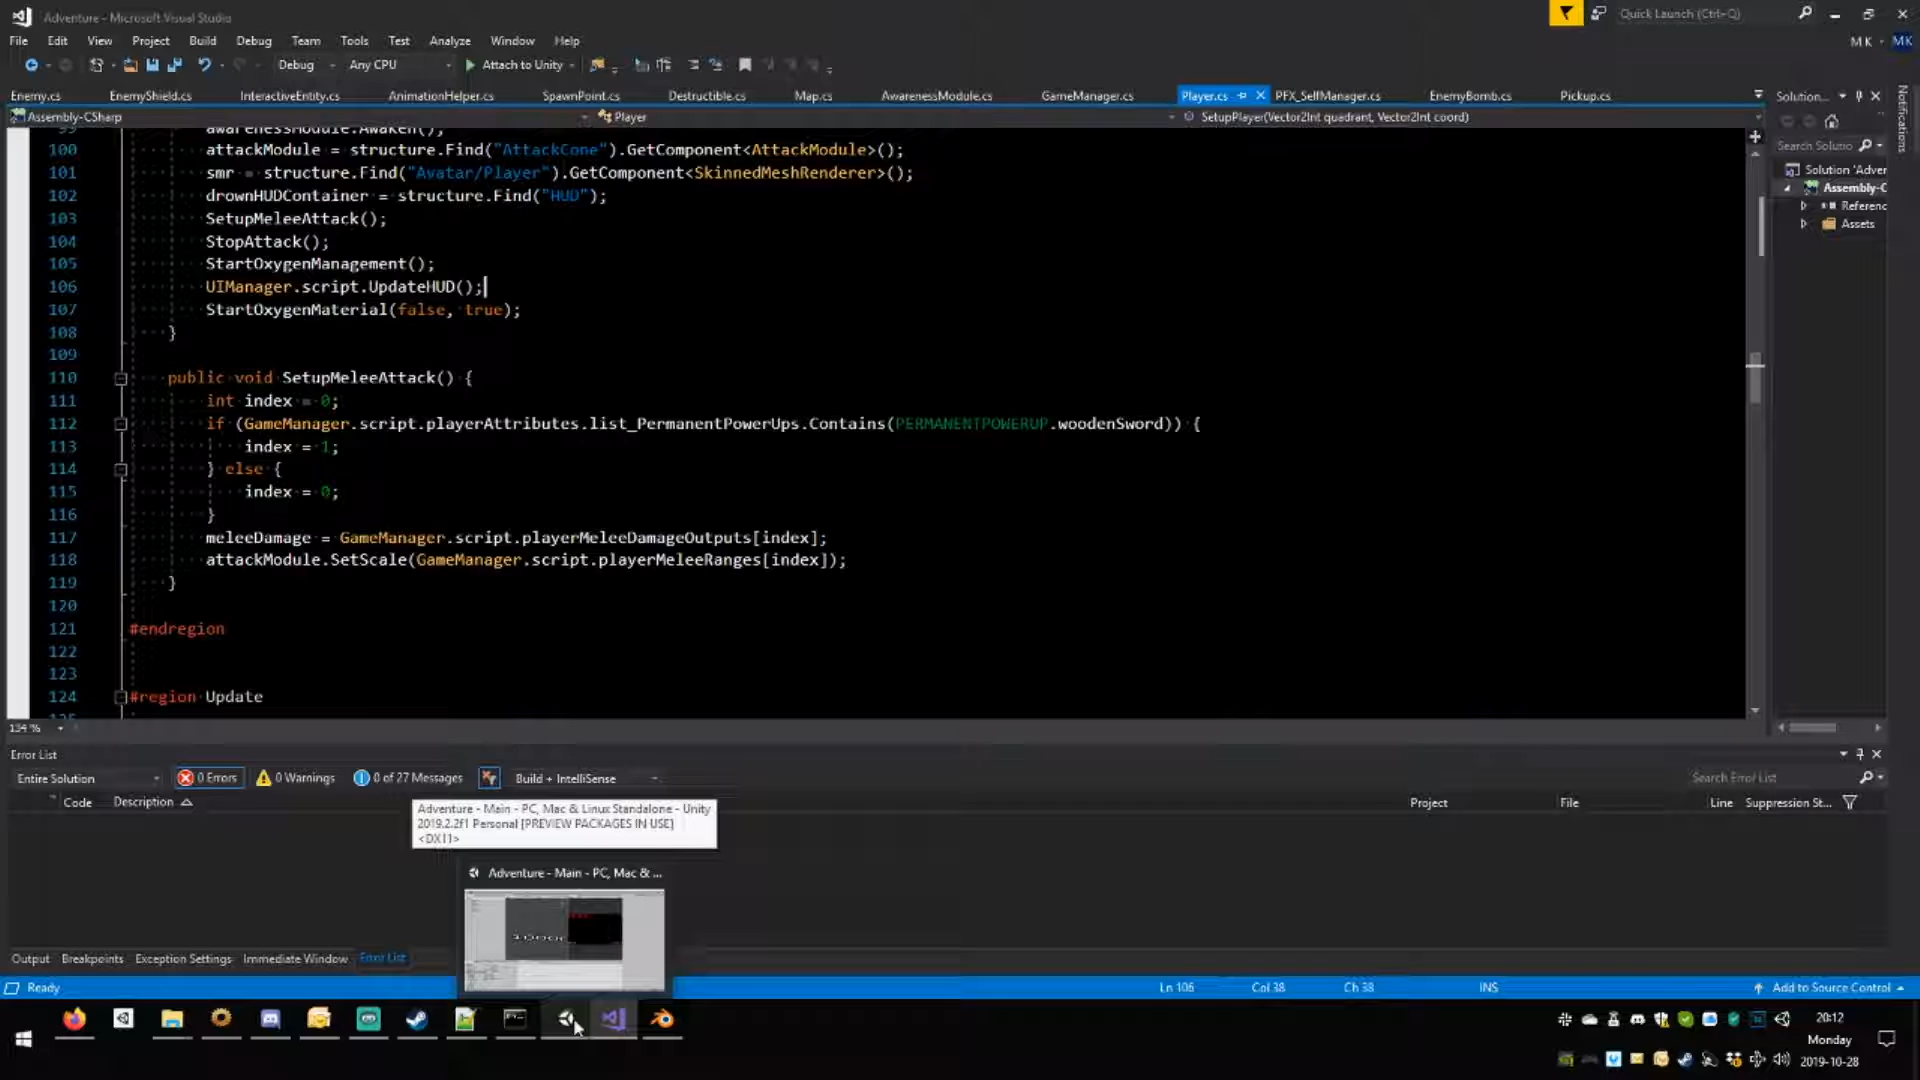 Adventure - Microsoft Visual Studio
Quick Launch (Ctrl+Q)
File Edit View Project Build Debug Team Tools Test Analyze Window Help
MK MK
Debug Any CPU Attach to Unity
Enemy.cs EnemyShield.cs InteractiveEntity.cs AnimationHelper.cs SpawnPoint.cs Destructible.cs Map.cs AwarenessModule.cs GameManager.cs Player.cs PFX_SelfManager.cs EnemyBomb.cs Pickup.cs
Assembly-CSharp Player SetupPlayer(Vector2Int quadrant, Vector2Int coord)
99 awarenessModule.Awaken();
100 attackModule = structure.Find("AttackCone").GetComponent<AttackModule>();
101 smr = structure.Find("Avatar/Player").GetComponent<SkinnedMeshRenderer>();
102 drownHUDContainer = structure.Find("HUD");
103 SetupMeleeAttack();
104 StopAttack();
105 StartOxygenManagement();
106 UIManager.script.UpdateHUD();
107 StartOxygenMaterial(false, true);
108 }
109
110 public void SetupMeleeAttack() {
111 int index = 0;
112 if (GameManager.script.playerAttributes.list_PermanentPowerUps.Contains(PERMANENTPOWERUP.woodenSword)) {
113 index = 1;
114 } else {
115 index = 0;
116 }
117 meleeDamage = GameManager.script.playerMeleeDamageOutputs[index];
118 attackModule.SetScale(GameManager.script.playerMeleeRanges[index]);
119 }
120
121 #endregion
122
123
124 #region Update
125
134 %
Solution...
Search Solutio
Solution 'Adver
Assembly-C
Referenc
Assets
Notifications
Error List
Entire Solution 0 Errors 0 Warnings 0 of 27 Messages Build + IntelliSense
Search Error List
Code Description Project File Line Suppression St...
Adventure - Main - PC, Mac & Linux Standalone - Unity
2019.2.2f1 Personal [PREVIEW PACKAGES IN USE]
<DX11>
Adventure - Main - PC, Mac & ...
Output Breakpoints Exception Settings Immediate Window Error List
Ready Ln 106 Col 38 Ch 38 INS Add to Source Control
20:12
Monday
2019-10-28